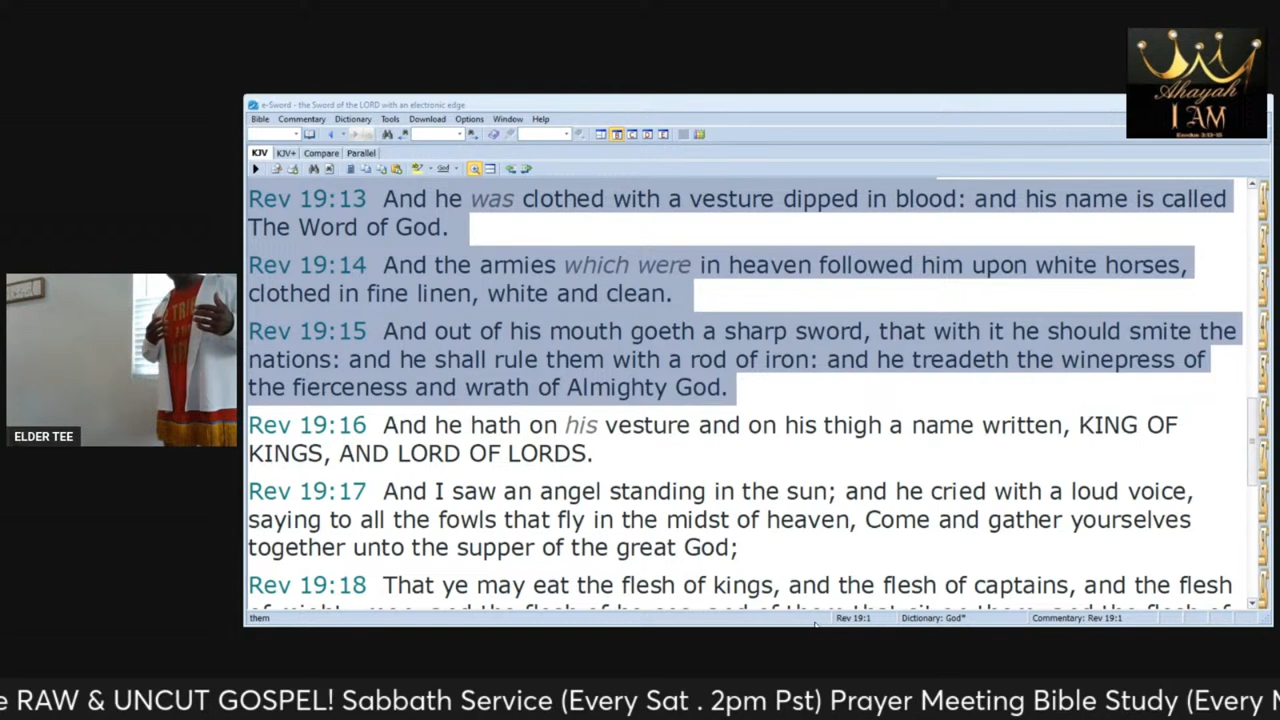 Ahayah
I AM
Exodus 3:13-15
e-Sword - the Sword of the LORD with an electronic edge
Bible Commentary Dictionary Tools Download Options Window Help
KJV KJV+ Compare Parallel
God
Rev 19:13 And he was clothed with a vesture dipped in blood: and his name is called
The Word of God.
Rev 19:14 And the armies which were in heaven followed him upon white horses,
clothed in fine linen, white and clean.
Rev 19:15 And out of his mouth goeth a sharp sword, that with it he should smite the
nations: and he shall rule them with a rod of iron: and he treadeth the winepress of
the fierceness and wrath of Almighty God.
Rev 19:16 And he hath on his vesture and on his thigh a name written, KING OF
KINGS, AND LORD OF LORDS.
Rev 19:17 And I saw an angel standing in the sun; and he cried with a loud voice,
saying to all the fowls that fly in the midst of heaven, Come and gather yourselves
together unto the supper of the great God;
Rev 19:18 That ye may eat the flesh of kings, and the flesh of captains, and the flesh
them Rev 19:1 Dictionary: God* Commentary: Rev 19:1
ELDER TEE
e RAW & UNCUT GOSPEL! Sabbath Service (Every Sat . 2pm Pst) Prayer Meeting Bible Study (Every